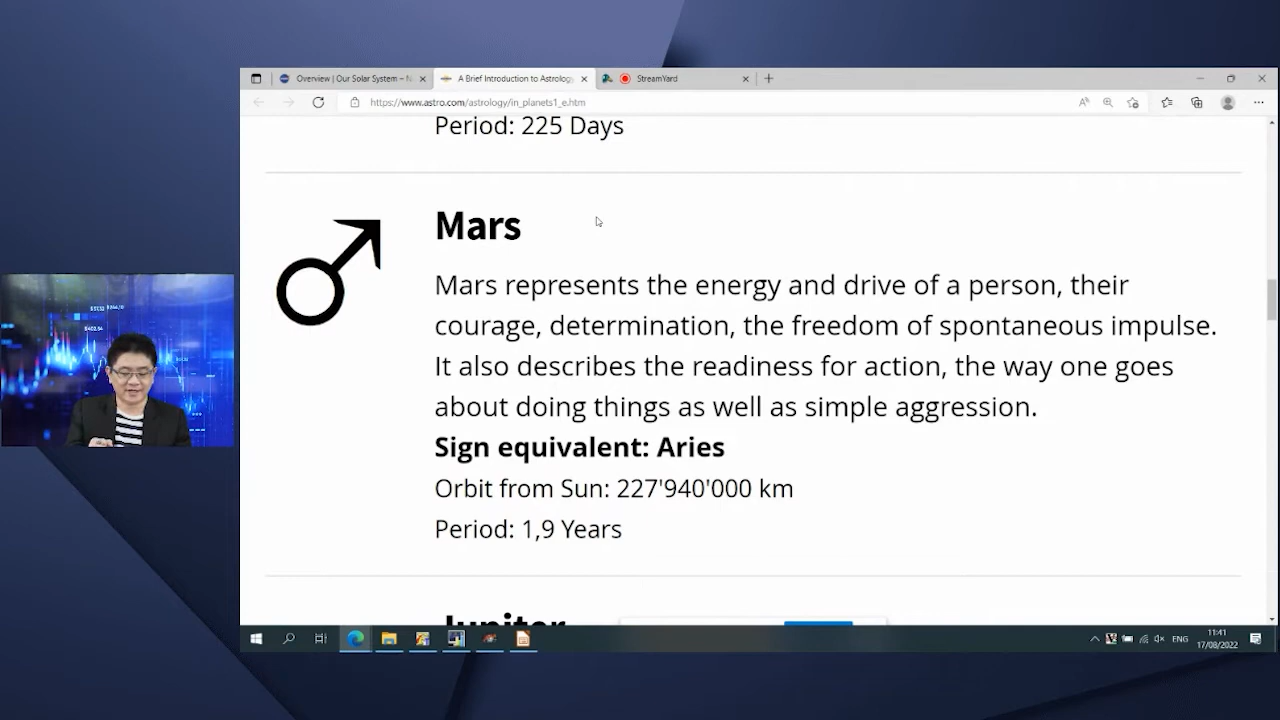 Overview | Our Solar System – N
A Brief Introduction to Astrology
StreamYard
https://www.astro.com/astrology/in_planets1_e.htm
Period: 225 Days
Mars
Mars represents the energy and drive of a person, their
courage, determination, the freedom of spontaneous impulse.
It also describes the readiness for action, the way one goes
about doing things as well as simple aggression.
Sign equivalent: Aries
Orbit from Sun: 227'940'000 km
Period: 1,9 Years
Jupiter
ENG
11:41
17/08/2022